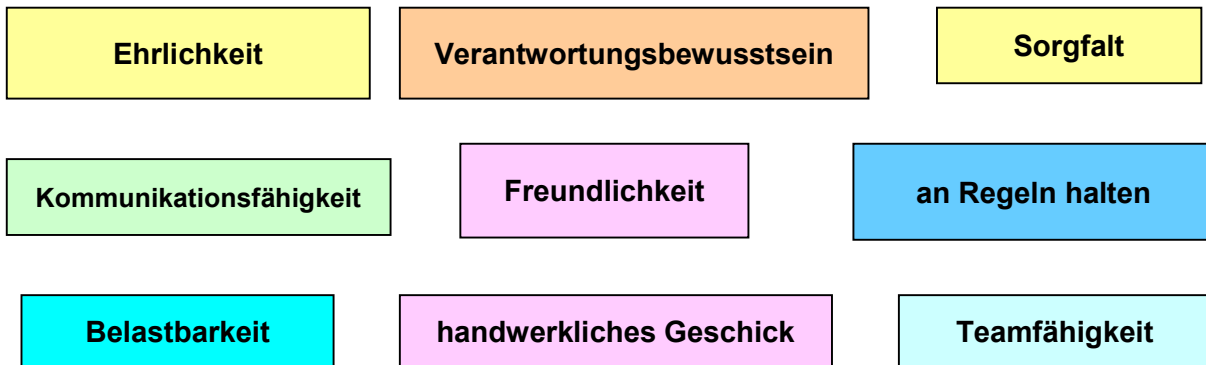 Ehrlichkeit
Verantwortungsbewusstsein
Sorgfalt
Kommunikationsfähigkeit
Freundlichkeit
an Regeln halten
Belastbarkeit
handwerkliches Geschick
Teamfähigkeit